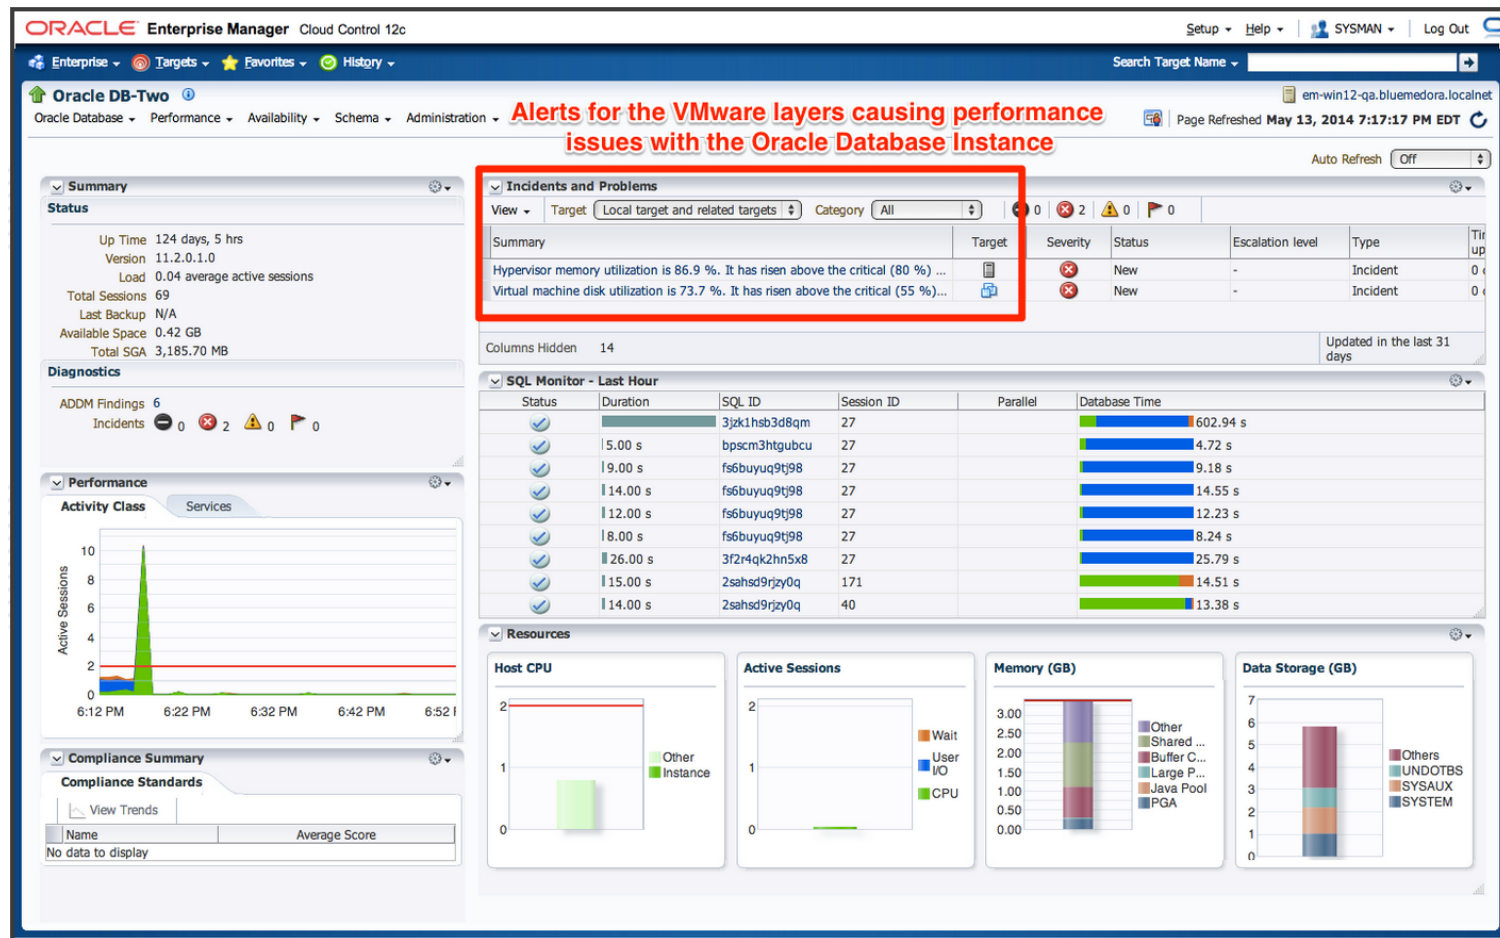 ORACLE Enterprise Manager Cloud Control 12c
Setup Help SYSMAN Log Out
Enterprise Targets Favorites History
Search Target Name
Oracle DB-Two
em-win12-qa.bluemedora.localnet
Oracle Database Performance Availability Schema Administration
Page Refreshed May 13, 2014 7:17:17 PM EDT
Alerts for the VMware layers causing performance
issues with the Oracle Database Instance
Auto Refresh Off
Summary
Status
Up Time 124 days, 5 hrs
Version 11.2.0.1.0
Load 0.04 average active sessions
Total Sessions 69
Last Backup N/A
Available Space 0.42 GB
Total SGA 3,185.70 MB
Diagnostics
ADDM Findings 6
Incidents 0 2 0 0
Performance
Activity Class Services
Active Sessions
10
8
6
4
2
0
6:12 PM 6:22 PM 6:32 PM 6:42 PM 6:52
Compliance Summary
Compliance Standards
View Trends
Name Average Score
No data to display
Incidents and Problems
View Target Local target and related targets Category All 0 2 0 0
Summary Target Severity Status Escalation level Type
Hypervisor memory utilization is 86.9 %. It has risen above the critical (80 %) ... New - Incident 0
Virtual machine disk utilization is 73.7 %. It has risen above the critical (55 %)... New - Incident 0
Columns Hidden 14
Updated in the last 31
days
SQL Monitor - Last Hour
Status Duration SQL ID Session ID Parallel Database Time
3jzk1hsb3d8qm 27 602.94 s
5.00 s bpscm3htgubcu 27 4.72 s
9.00 s fs6buyuq9tj98 27 9.18 s
14.00 s fs6buyuq9tj98 27 14.55 s
12.00 s fs6buyuq9tj98 27 12.23 s
8.00 s fs6buyuq9tj98 27 8.24 s
26.00 s 3f2r4qk2hn5x8 27 25.79 s
15.00 s 2sahsd9rjzy0q 171 14.51 s
14.00 s 2sahsd9rjzy0q 40 13.38 s
Resources
Host CPU
2
1
0
Other
Instance
Active Sessions
2
1
0
Wait
User
I/O
CPU
Memory (GB)
3.00
2.50
2.00
1.50
1.00
0.50
0.00
Other
Shared ...
Buffer C...
Large P...
Java Pool
PGA
Data Storage (GB)
7
6
5
4
3
2
1
0
Others
UNDOTBS
SYSAUX
SYSTEM